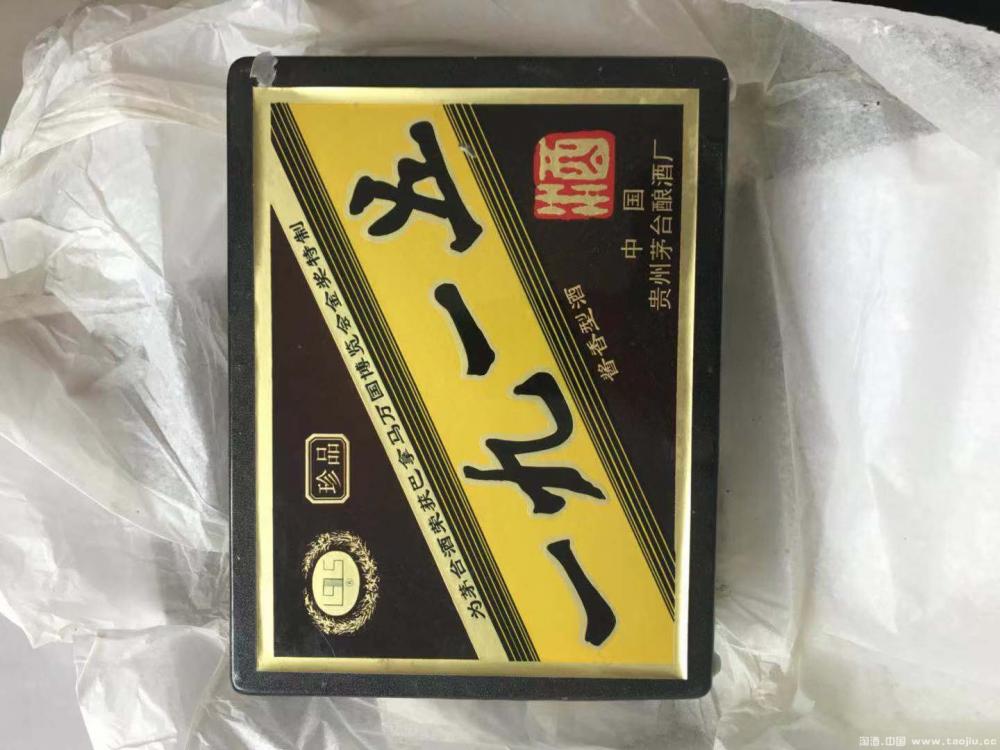 一九一五
为茅台酒荣获巴拿马万国博览会金奖特制
珍品
酱香型酒
中国
贵州茅台酿酒厂
淘酒.中国 www.taojiu.cc